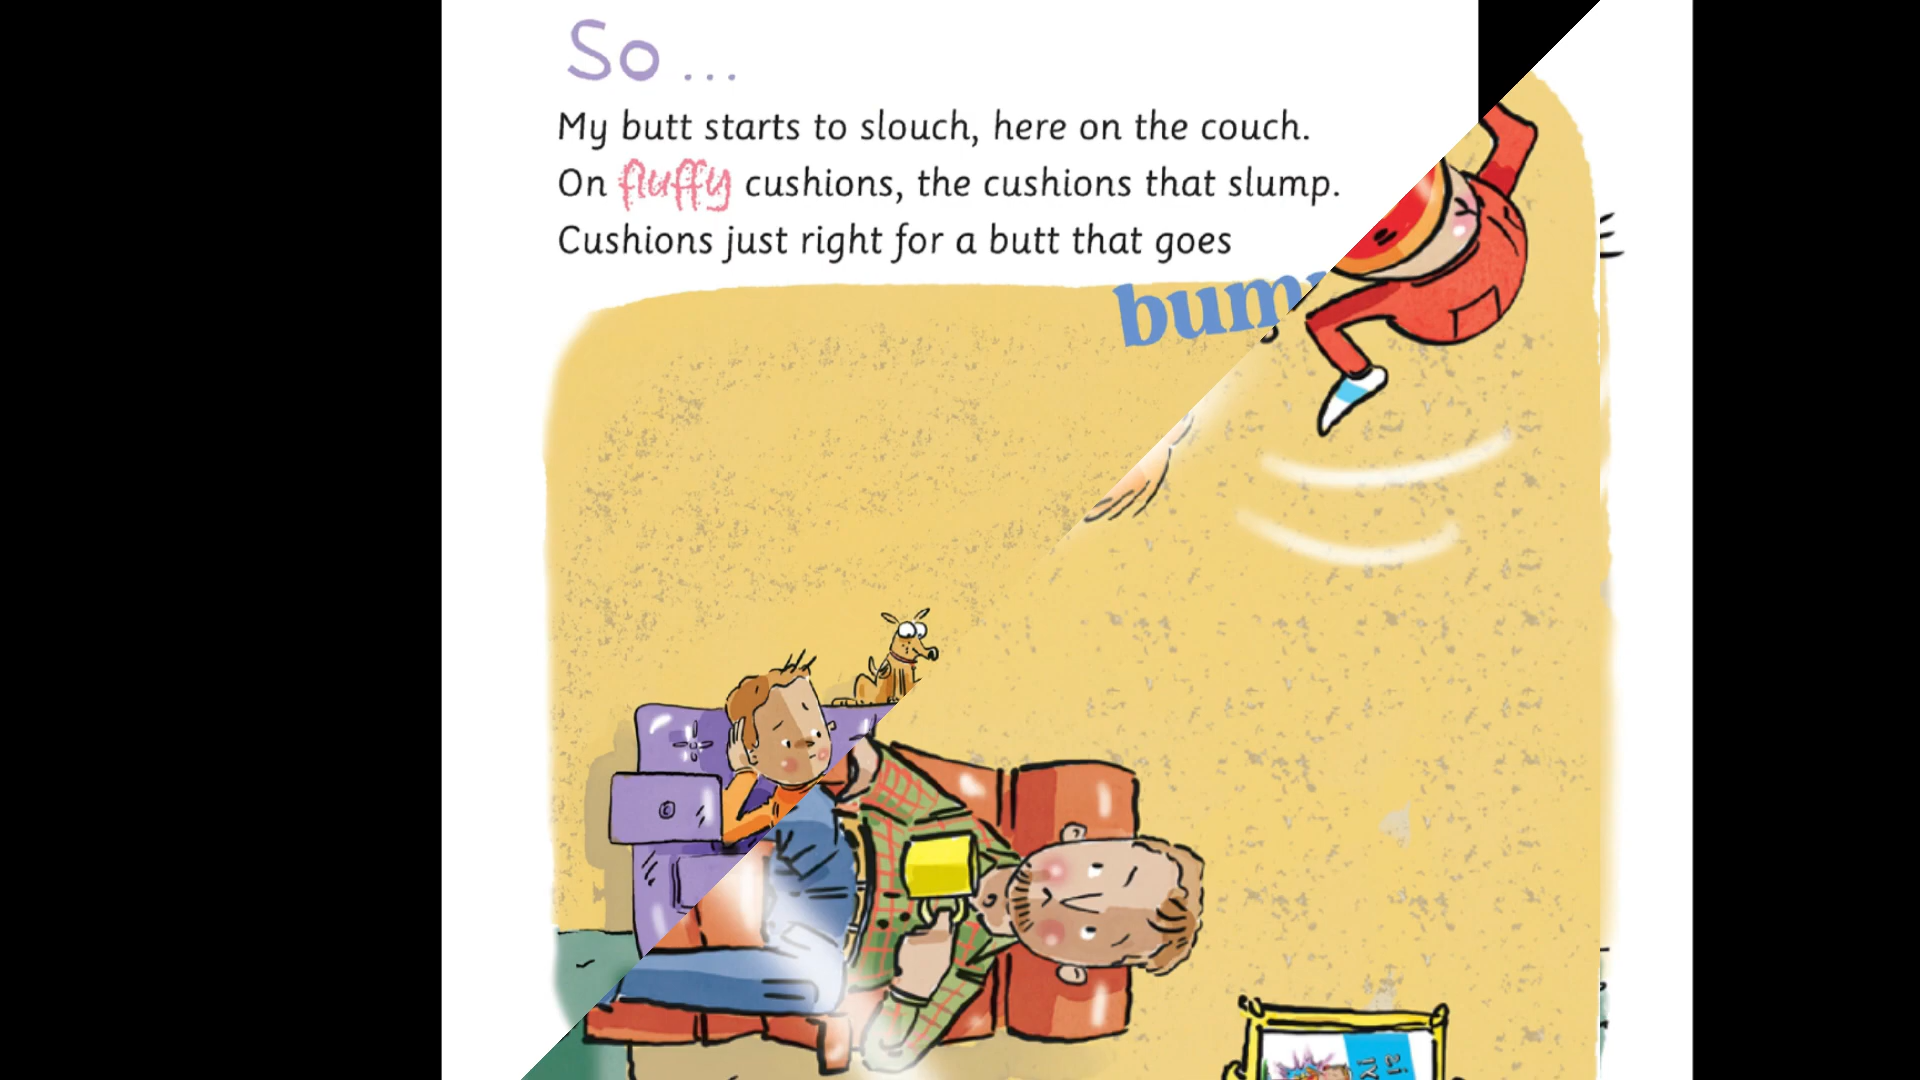 So ...
My butt starts to slouch, here on the couch.
On fluffy cushions, the cushions that slump.
Cushions just right for a butt that goes